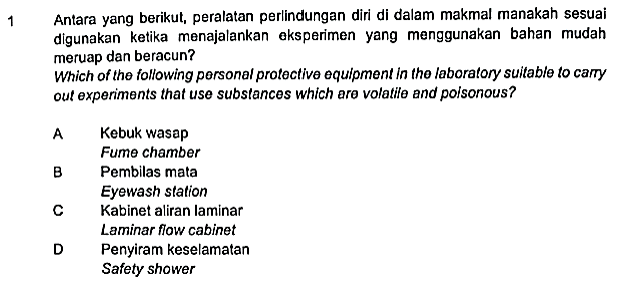 1 Antara yang berikut, peralatan perlindungan diri di dalam makmal manakah sesuai
digunakan ketika menajalankan eksperimen yang menggunakan bahan mudah
meruap dan beracun?
Which of the following personal protective equipment in the laboratory suitable to carry
out experiments that use substances which are volatile and poisonous?
A Kebuk wasap
Fume chamber
B Pembilas mata
Eyewash station
C Kabinet aliran laminar
Laminar flow cabinet
D Penyiram keselamatan
Safety shower